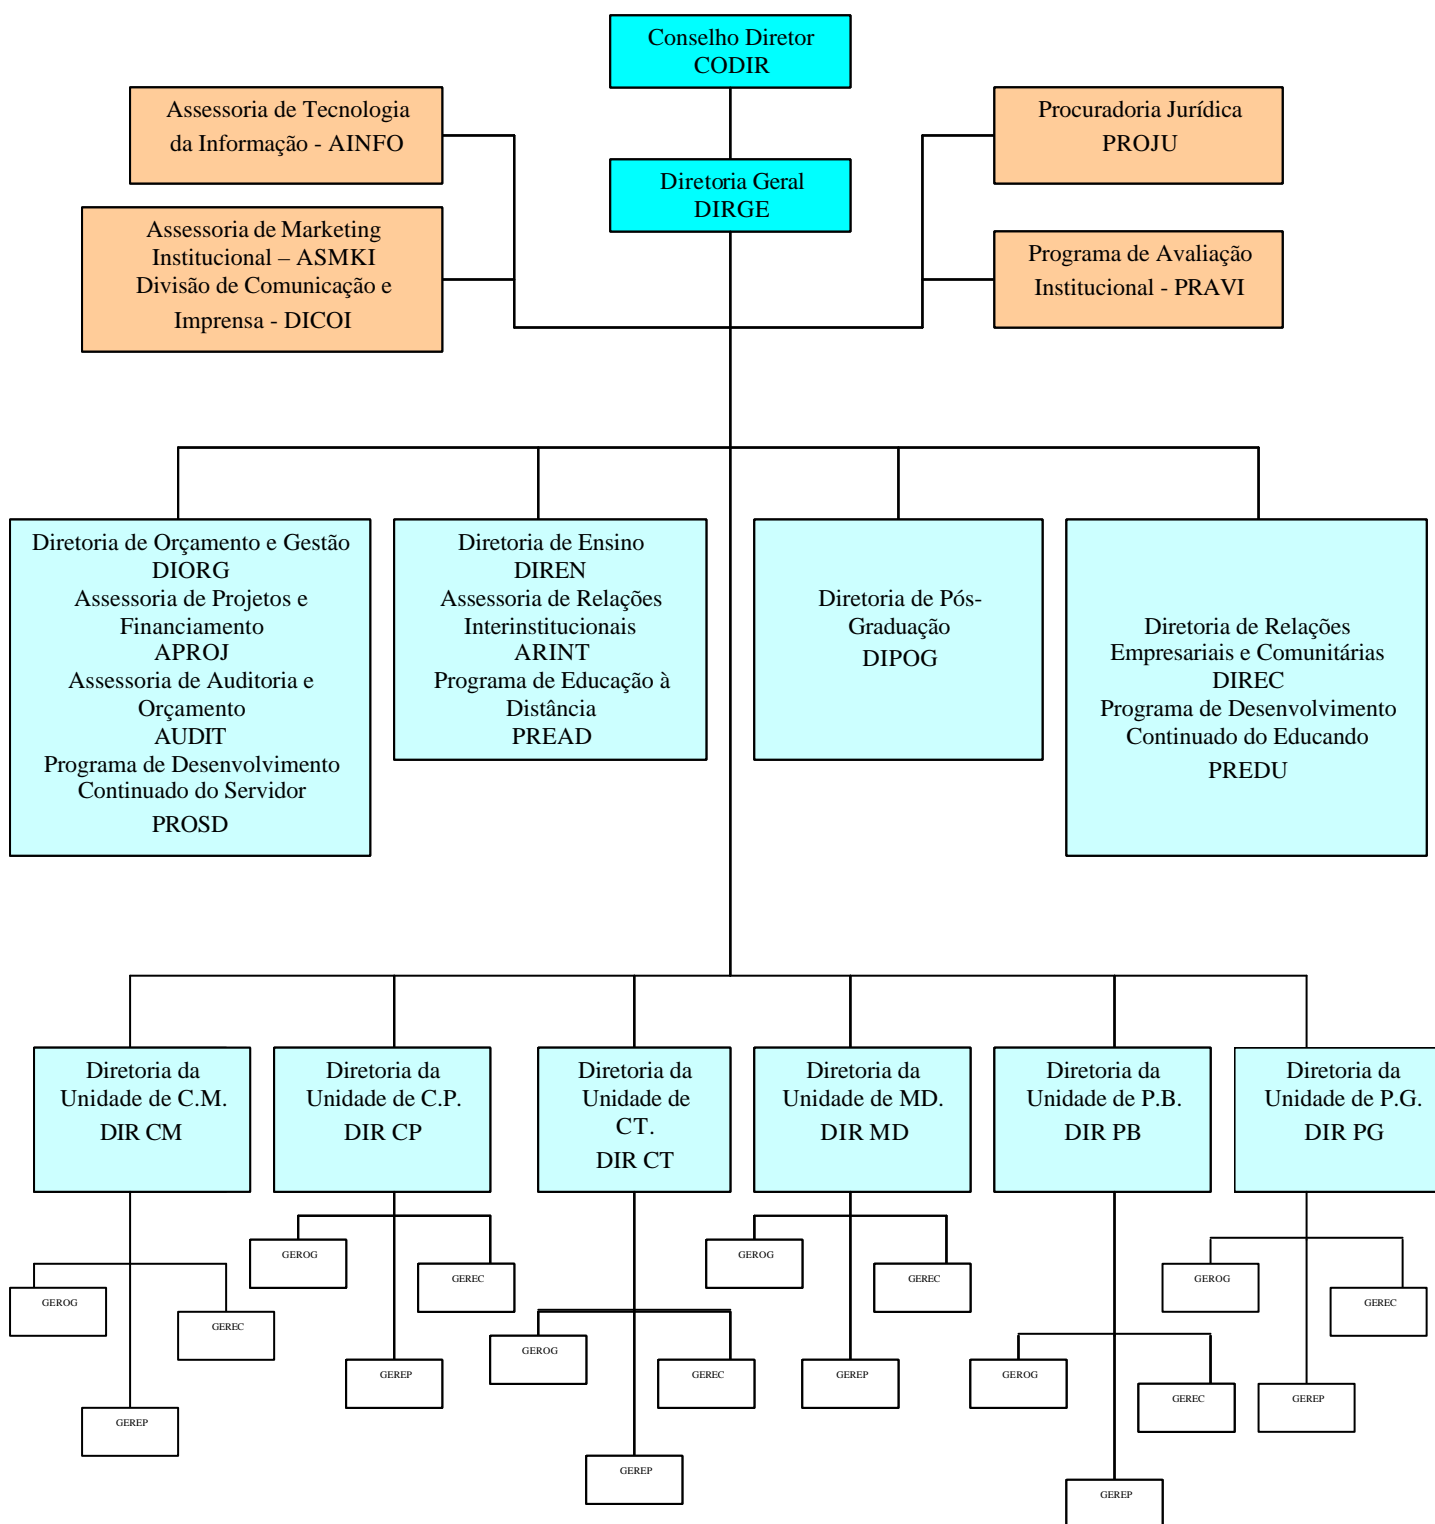 Conselho Diretor
CODIR
Assessoria de Tecnologia
da Informação - AINFO
Procuradoria Jurídica
PROJU
Diretoria Geral
DIRGE
Assessoria de Marketing
Institucional – ASMKI
Divisão de Comunicação e
Imprensa - DICOI
Programa de Avaliação
Institucional - PRAVI
Diretoria de Orçamento e Gestão
DIORG
Assessoria de Projetos e
Financiamento
APROJ
Assessoria de Auditoria e
Orçamento
AUDIT
Programa de Desenvolvimento
Continuado do Servidor
PROSD
Diretoria de Ensino
DIREN
Assessoria de Relações
Interinstitucionais
ARINT
Programa de Educação à
Distância
PREAD
Diretoria de Pós-
Graduação
DIPOG
Diretoria de Relações
Empresariais e Comunitárias
DIREC
Programa de Desenvolvimento
Continuado do Educando
PREDU
Diretoria da
Unidade de C.M.
DIR CM
Diretoria da
Unidade de C.P.
DIR CP
Diretoria da
Unidade de
CT.
DIR CT
Diretoria da
Unidade de MD.
DIR MD
Diretoria da
Unidade de P.B.
DIR PB
Diretoria da
Unidade de P.G.
DIR PG
GEROG
GEREC
GEREP
GEROG
GEREC
GEREP
GEROG
GEREC
GEREP
GEROG
GEREC
GEREP
GEROG
GEREC
GEREP
GEROG
GEREC
GEREP